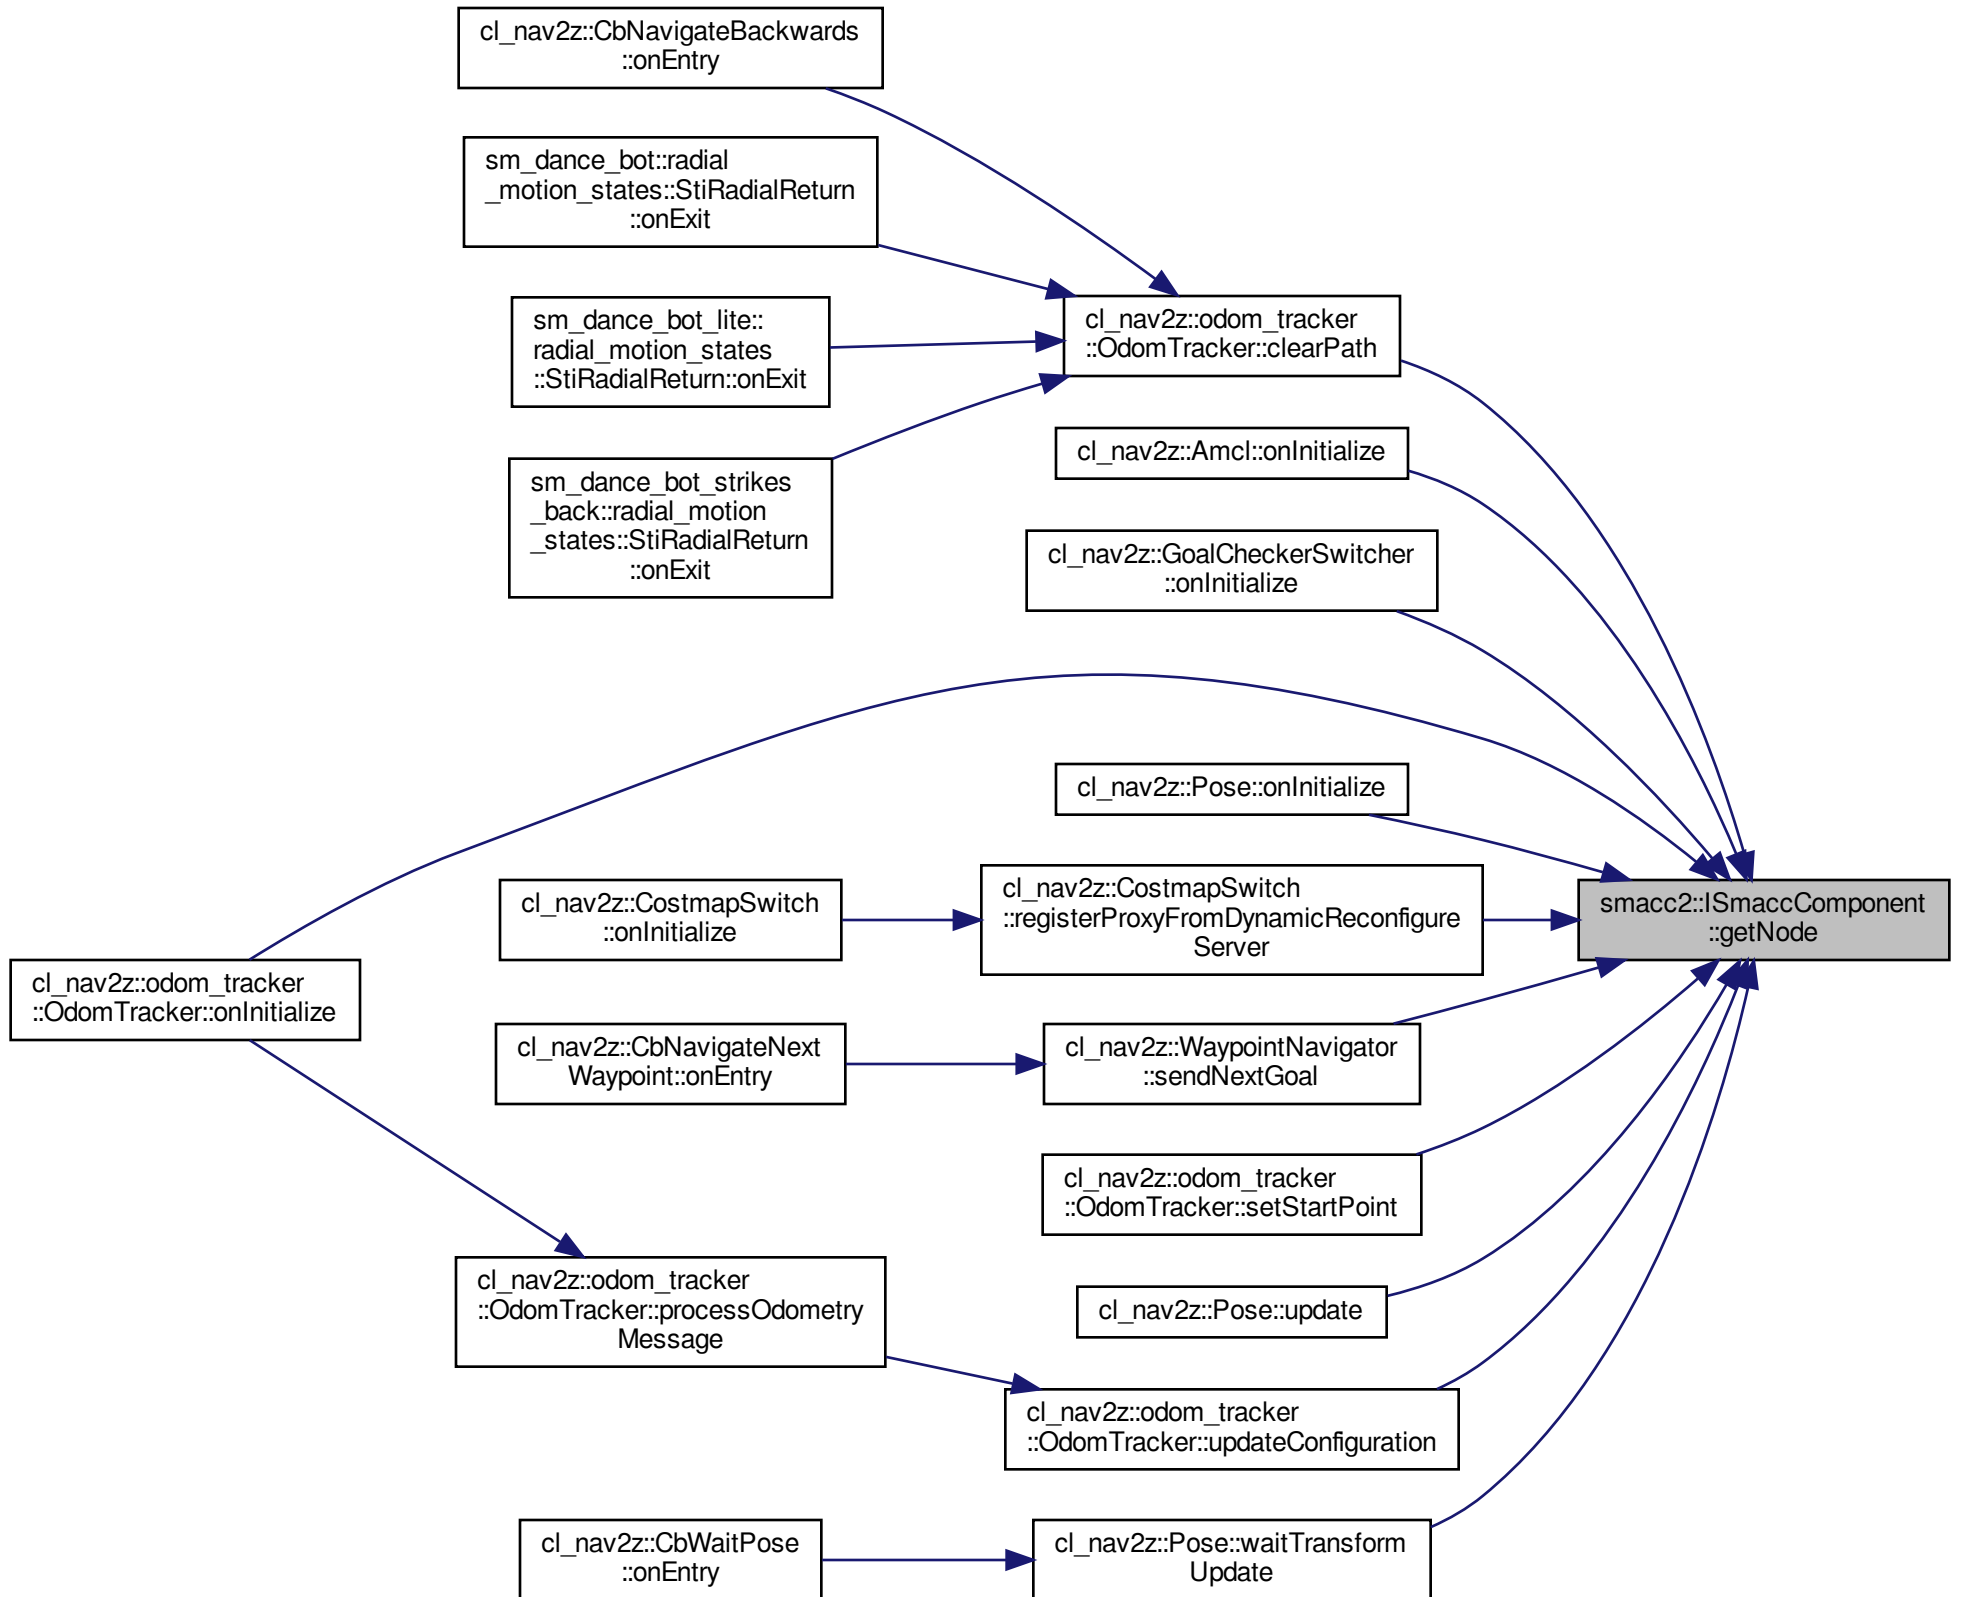 cl_nav2z::CbNavigateBackwards
::onEntry
sm_dance_bot::radial
_motion_states::StiRadialReturn
::onExit
sm_dance_bot_lite::
radial_motion_states
::StiRadialReturn::onExit
cl_nav2z::odom_tracker
::OdomTracker::clearPath
cl_nav2z::Amcl::onInitialize
sm_dance_bot_strikes
_back::radial_motion
_states::StiRadialReturn
::onExit
cl_nav2z::GoalCheckerSwitcher
::onInitialize
cl_nav2z::Pose::onInitialize
cl_nav2z::CostmapSwitch
::onInitialize
cl_nav2z::CostmapSwitch
::registerProxyFromDynamicReconfigure
Server
smacc2::ISmaccComponent
::getNode
cl_nav2z::odom_tracker
::OdomTracker::onInitialize
cl_nav2z::CbNavigateNext
Waypoint::onEntry
cl_nav2z::WaypointNavigator
::sendNextGoal
cl_nav2z::odom_tracker
::OdomTracker::setStartPoint
cl_nav2z::odom_tracker
::OdomTracker::processOdometry
Message
cl_nav2z::Pose::update
cl_nav2z::odom_tracker
::OdomTracker::updateConfiguration
cl_nav2z::CbWaitPose
::onEntry
cl_nav2z::Pose::waitTransform
Update